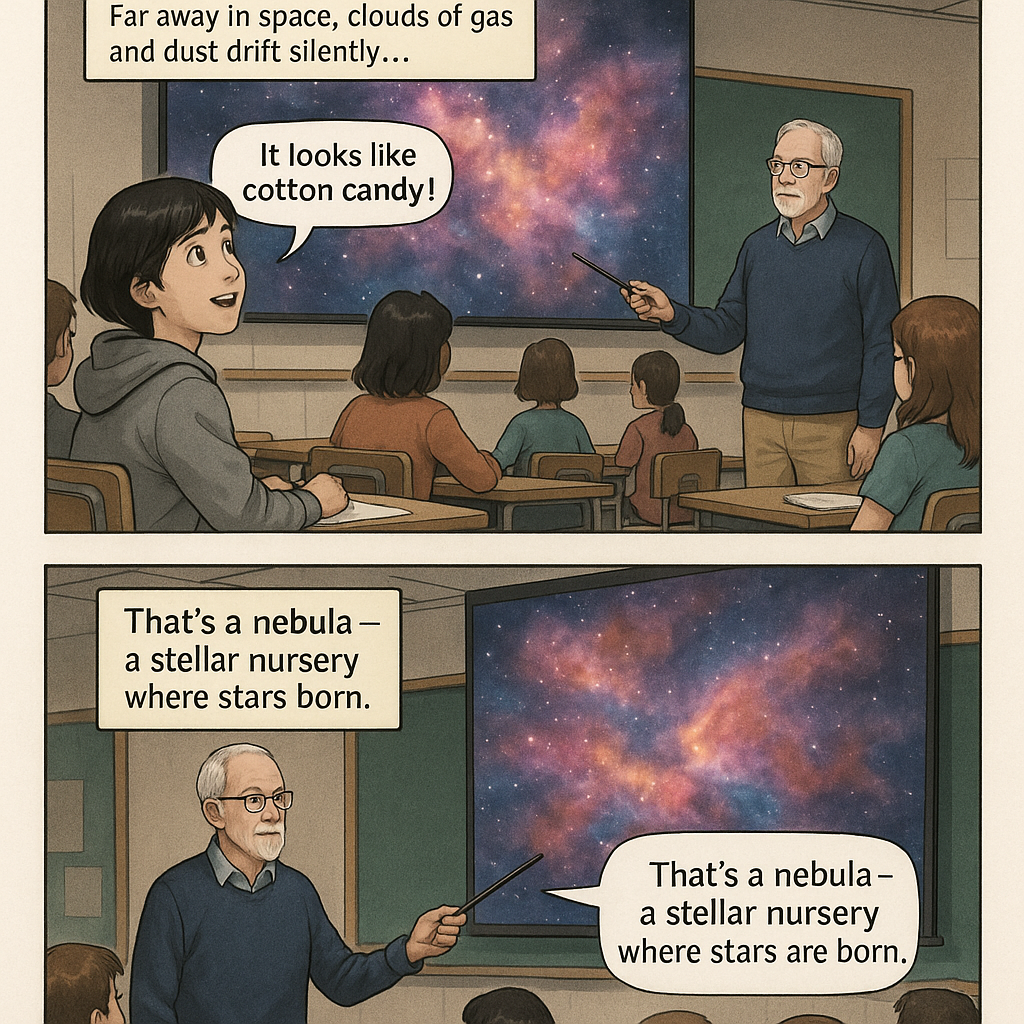 Far away in space, clouds of gas
and dust drift silently...
It looks like
cotton candy!
That's a nebula –
a stellar nursery
where stars born.
That's a nebula –
a stellar nursery
where stars are born.